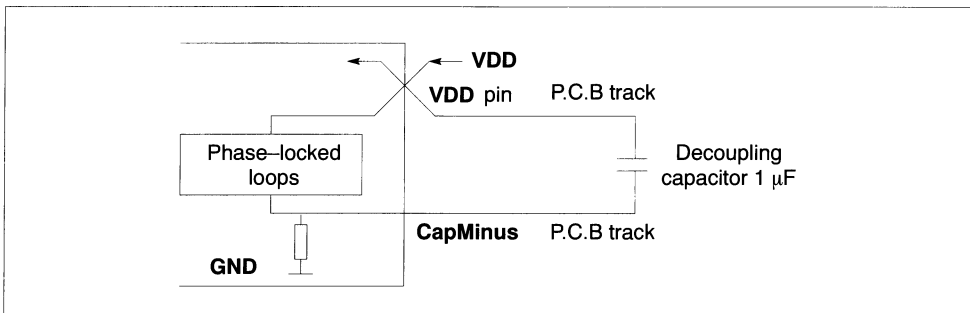 VDD
VDD pin
P.C.B track
Phase–locked
loops
Decoupling
capacitor 1 μF
CapMinus
P.C.B track
GND